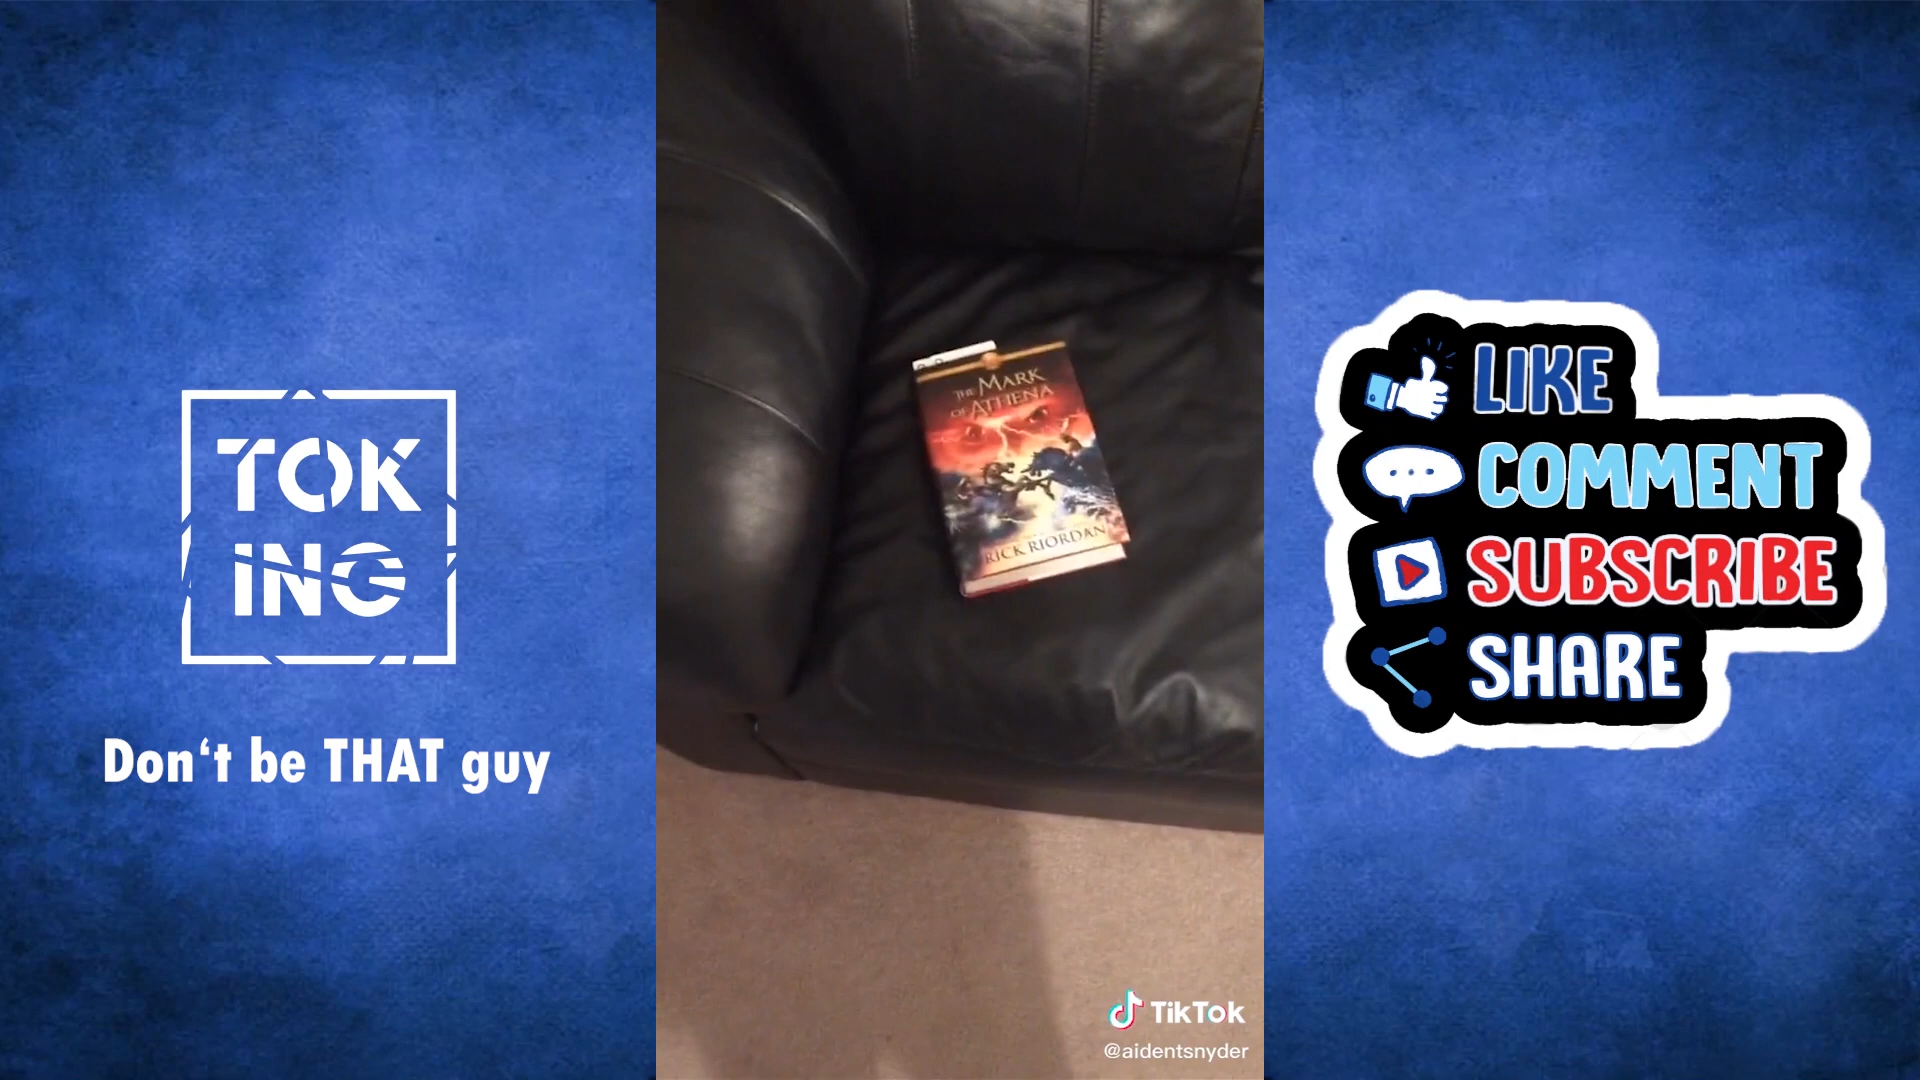 TOK
ING
Don't be THAT guy
THE MARK
OF ATHENA
RICK RIORDAN
TikTok
@aidentsnyder
LIKE
COMMENT
SUBSCRIBE
SHARE